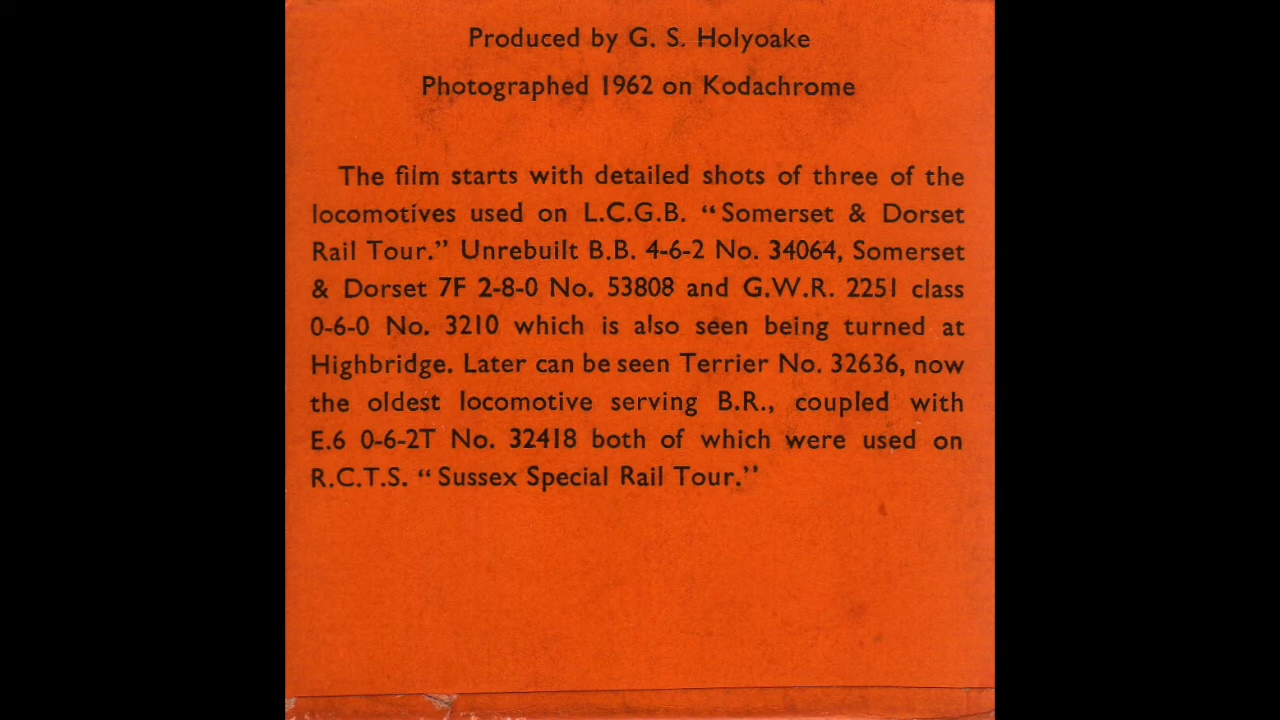 Produced by G. S. Holyoake
Photographed 1962 on Kodachrome
The film starts with detailed shots of three of the
locomotives used on L.C.G.B. “Somerset & Dorset
Rail Tour.” Unrebuilt B.B. 4-6-2 No. 34064, Somerset
& Dorset 7F 2-8-0 No. 53808 and G.W.R. 2251 class
0-6-0 No. 3210 which is also seen being turned at
Highbridge. Later can be seen Terrier No. 32636, now
the oldest locomotive serving B.R., coupled with
E.6 0-6-2T No. 32418 both of which were used on
R.C.T.S. “Sussex Special Rail Tour.”